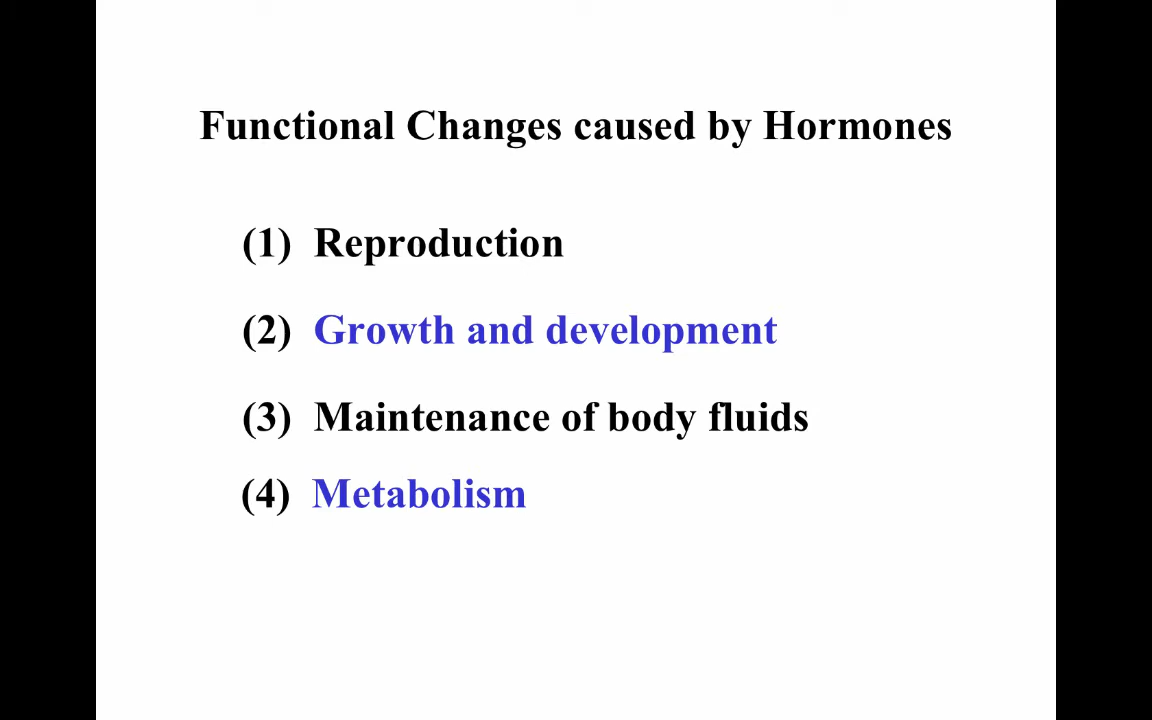 Functional Changes caused by Hormones
(1) Reproduction
(2) Growth and development
(3) Maintenance of body fluids
(4) Metabolism